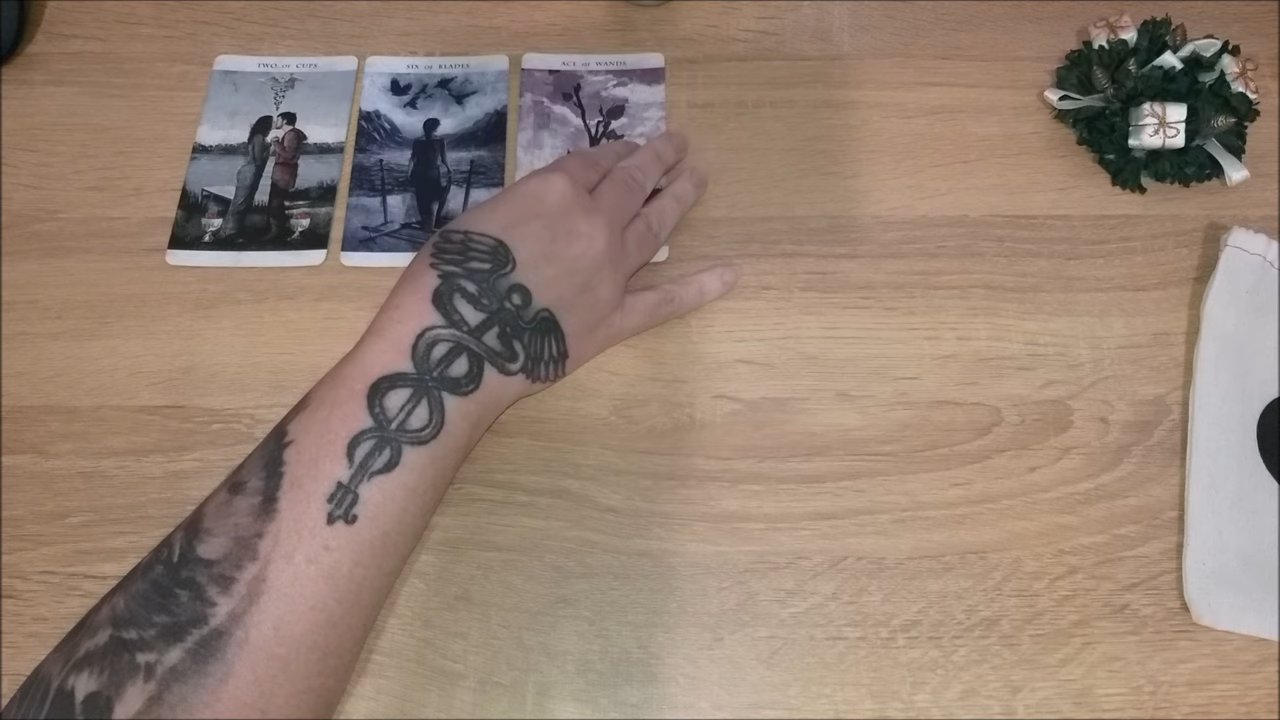 TWO OF CUPS
SIX OF BLADES
ACE OF WANDS